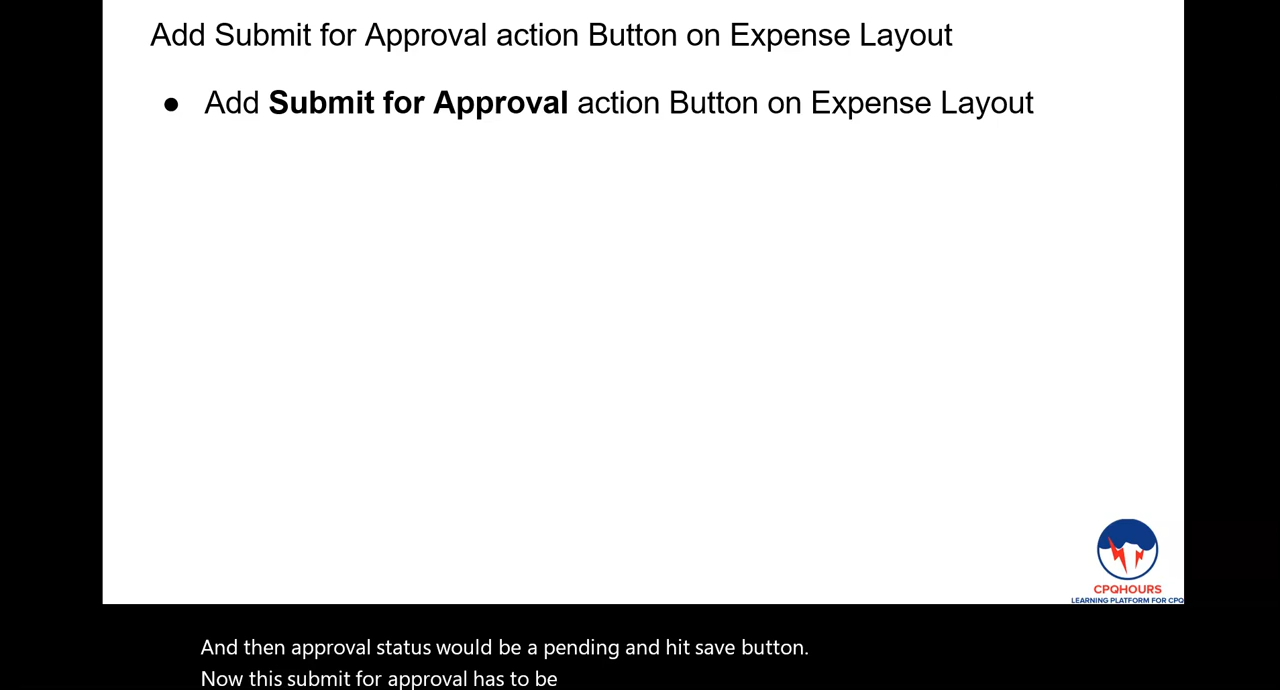 Add Submit for Approval action Button on Expense Layout
● Add Submit for Approval action Button on Expense Layout
CPQHOURS
LEARNING PLATFORM FOR CPQ
And then approval status would be a pending and hit save button.
Now this submit for approval has to be